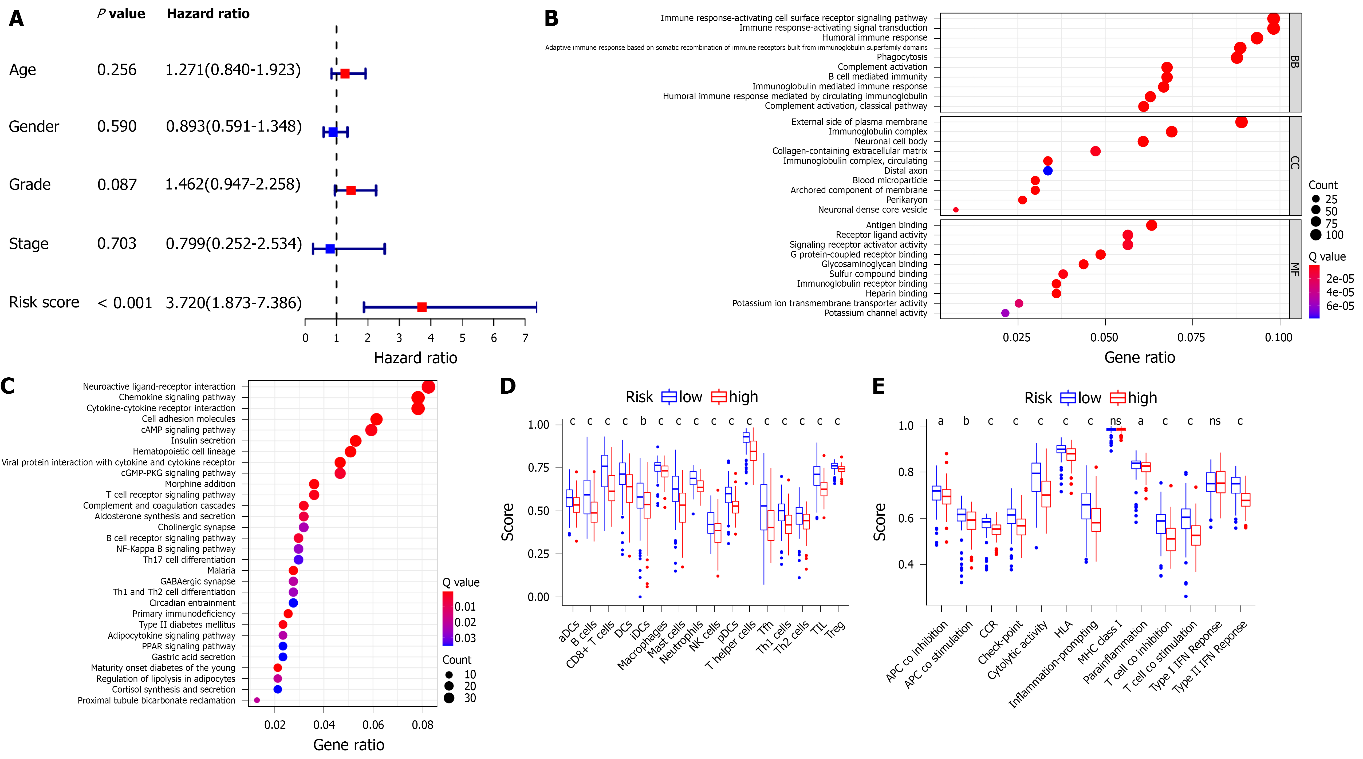 A
P value Hazard ratio
Age 0.256 1.271(0.840-1.923)
Gender 0.590 0.893(0.591-1.348)
Grade 0.087 1.462(0.947-2.258)
Stage 0.703 0.799(0.252-2.534)
Risk score < 0.001 3.720(1.873-7.386)
0 1 2 3 4 5 6 7
Hazard ratio
B
Immune response-activating cell surface receptor signaling pathway
Immune response-activating signal transduction
Humoral immune response
Adaptive immune response based on somatic recombination of immune receptors built from immunoglobulin superfamily domains
Phagocytosis
Complement activation
B cell mediated immunity
Immunoglobulin mediated immune response
Humoral immune response mediated by circulating immunoglobulin
Complement activation, classical pathway
BB
External side of plasma membrane
Immunoglobulin complex
Neuronal cell body
Collagen-containing extracellular matrix
Immunoglobulin complex, circulating
Distal axon
Blood microparticle
Archored component of membrane
Perikaryon
Neuronal dense core vesicle
CC
Antigen binding
Receptor ligand activity
Signaling receptor activator activity
G protein-coupled receptor binding
Glycosaminoglycan binding
Sulfur compound binding
Immunoglobulin receptor binding
Heparin binding
Potassium ion transmembrane transporter activity
Potassium channel activity
MF
0.025 0.050 0.075 0.100
Gene ratio
Count
25
50
75
100
Q value
2e-05
4e-05
6e-05
C
Neuroactive ligand-receptor interaction
Chemokine signaling pathway
Cytokine-cytokine receptor interaction
Cell adhesion molecules
cAMP signaling pathway
Insulin secretion
Hematopoietic cell lineage
Viral protein interaction with cytokine and cytokine receptor
cGMP-PKG signaling pathway
Morphine addition
T cell receptor signaling pathway
Complement and coagulation cascades
Aldosterone synthesis and secretion
Cholinergic synapse
B cell receptor signaling pathway
NF-Kappa B signaling pathway
Th17 cell differentiation
Malaria
GABAergic synapse
Th1 and Th2 cell differentiation
Circadian entrainment
Primary immunodeficiency
Type II diabetes mellitus
Adipocytokine signaling pathway
PPAR signaling pathway
Gastric acid secretion
Maturity onset diabetes of the young
Regulation of lipolysis in adipocytes
Cortisol synthesis and secretion
Proximal tubule bicarbonate redamation
0.02 0.04 0.06 0.08
Gene ratio
Q value
0.01
0.02
0.03
Count
10
20
30
D
Risk low high
c c c c b c c c c c c c c c c c
1.00
0.75
0.50
0.25
0.00
Score
aDCs
B cells
CD8+ T cells
DCs
iDCs
Macrophages
Mast cells
Neutrophils
NK cells
pDCs
T helper cells
Tfh
Th1 cells
Th2 cells
TIL
Treg
E
Risk low high
a b c c c c c ns a c c ns c
1.0
0.8
0.6
0.4
Score
APC co inhibition
APC co stimulation
CCR
Check-point
Cytolytic activity
HLA
Inflammation-prompting
MHC class I
Parainflammation
T cell co inhibition
T cell co stimulation
Type I IFN Reponse
Type II IFN Reponse